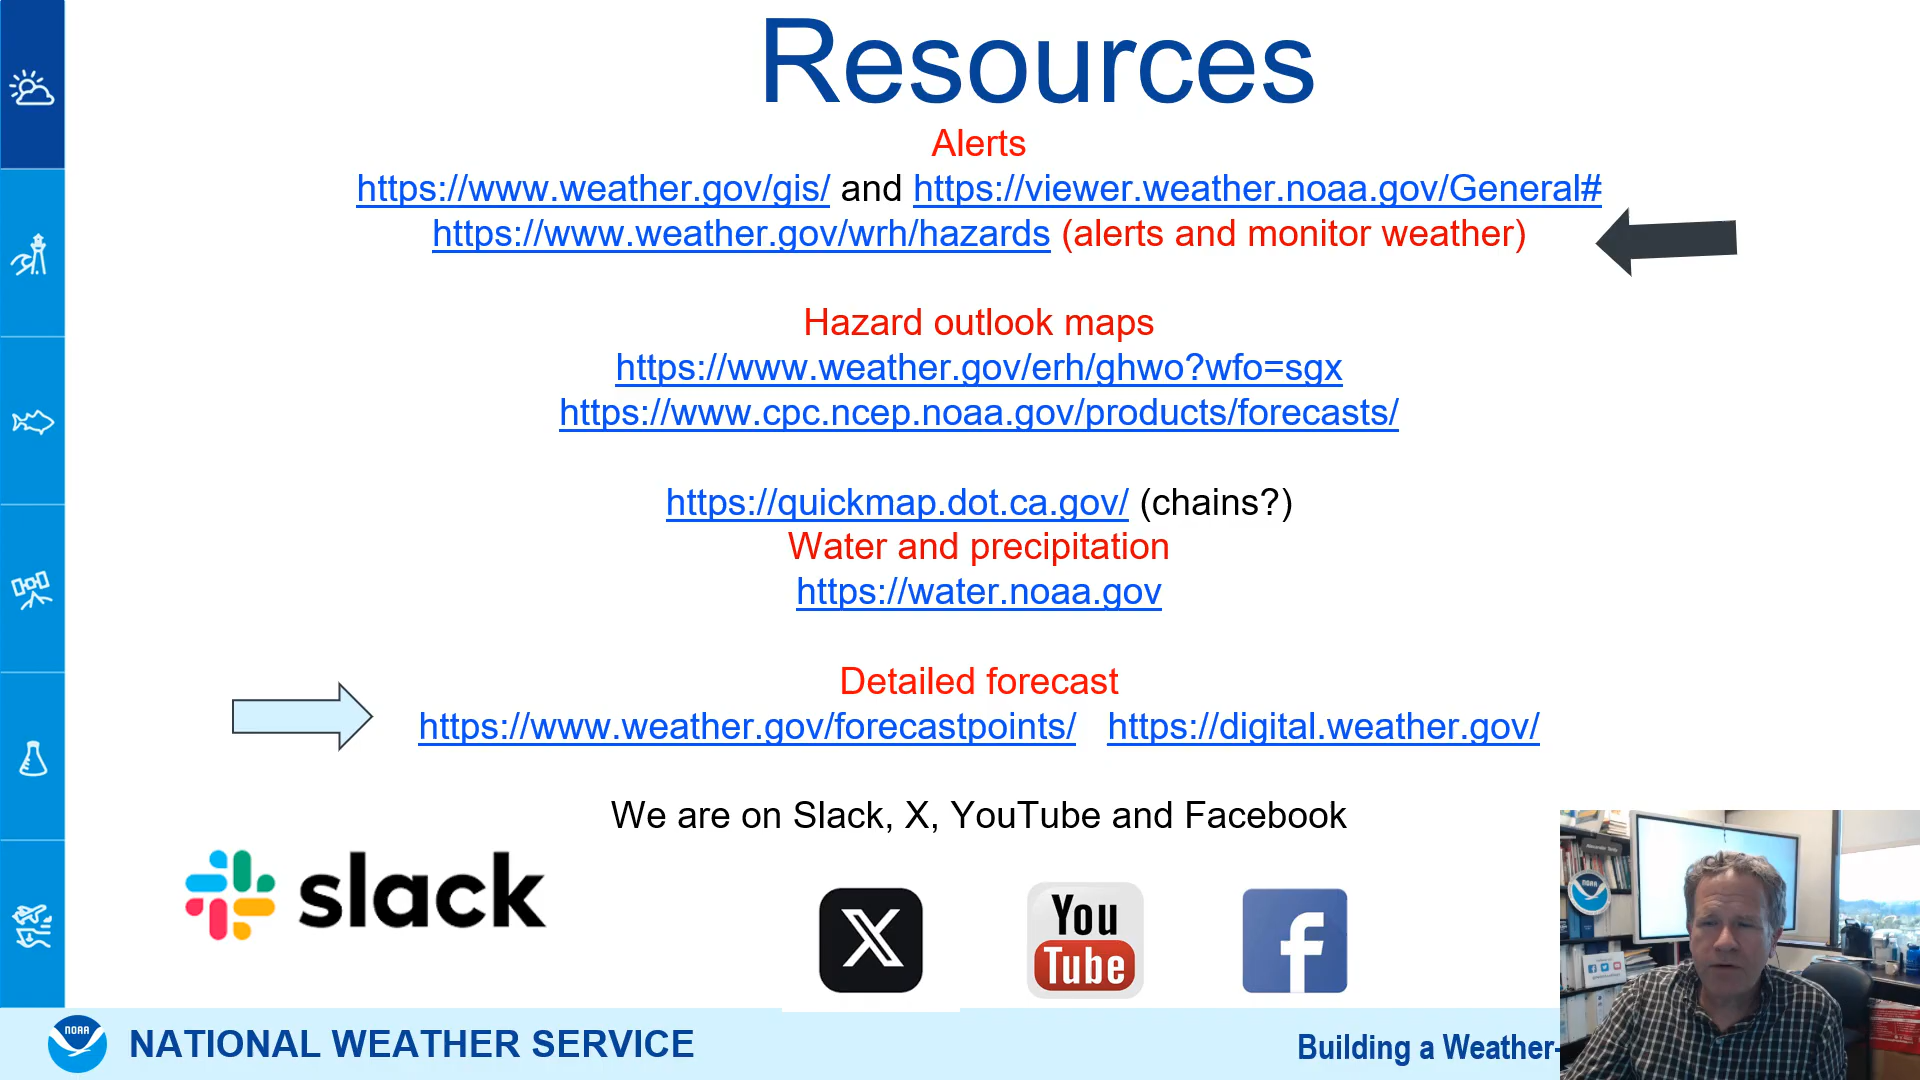 Resources
Alerts
https://www.weather.gov/gis/ and https://viewer.weather.noaa.gov/General#
https://www.weather.gov/wrh/hazards (alerts and monitor weather)
Hazard outlook maps
https://www.weather.gov/erh/ghwo?wfo=sgx
https://www.cpc.ncep.noaa.gov/products/forecasts/
https://quickmap.dot.ca.gov/ (chains?)
Water and precipitation
https://water.noaa.gov
Detailed forecast
https://www.weather.gov/forecastpoints/ https://digital.weather.gov/
We are on Slack, X, YouTube and Facebook
slack
X
You
Tube
f
NOAA
NATIONAL WEATHER SERVICE
Building a Weather-
NOAA